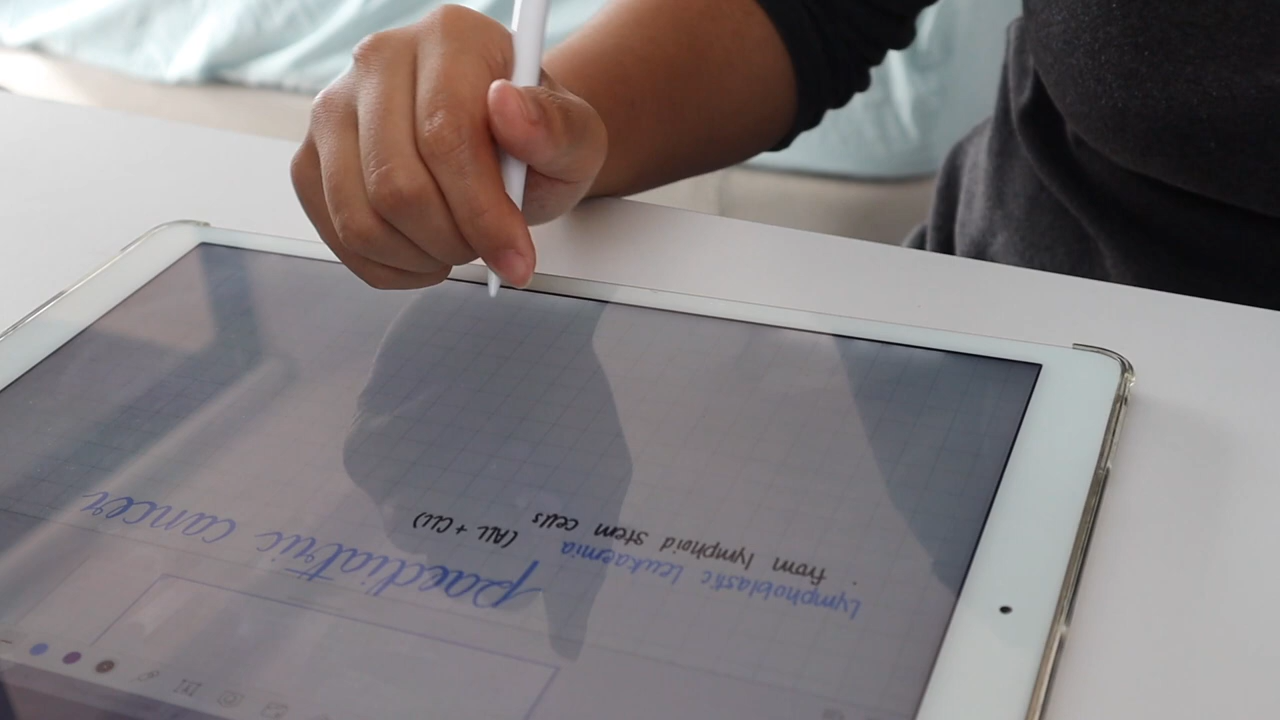 paediatric cancer
Lymphoblastic leukaemia
· from lymphoid stem cells
(ALL + CLL)